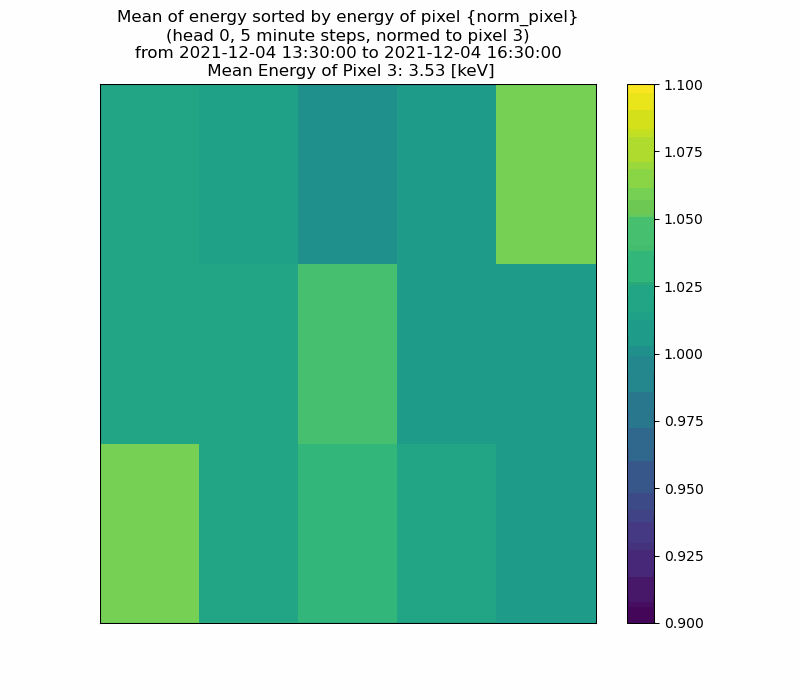 Mean of energy sorted by energy of pixel {norm_pixel}
(head 0, 5 minute steps, normed to pixel 3)
from 2021-12-04 13:30:00 to 2021-12-04 16:30:00
Mean Energy of Pixel 3: 3.53 [keV]
1.100
1.075
1.050
1.025
1.000
0.975
0.950
0.925
0.900